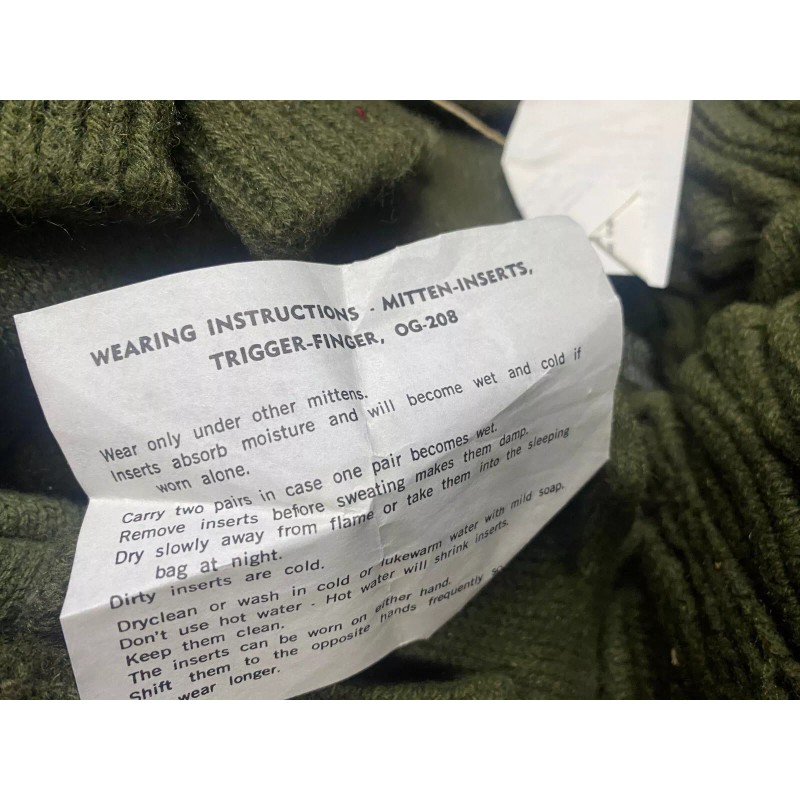 WEARING INSTRUCTIONS - MITTEN-INSERTS,
TRIGGER-FINGER, OG-208
Wear only under other mittens.
Inserts absorb moisture and will become wet and cold if
worn alone.
Carry two pairs in case one pair becomes wet.
Remove inserts before sweating makes them damp.
Dry slowly away from flame or take them into the sleeping
bag at night.
Dirty inserts are cold.
Dryclean or wash in cold or lukewarm water with mild soap.
Don't use hot water - Hot water will shrink inserts.
Keep them clean.
The inserts can be worn on either hand.
Shift them to the opposite hands frequently
wear longer.